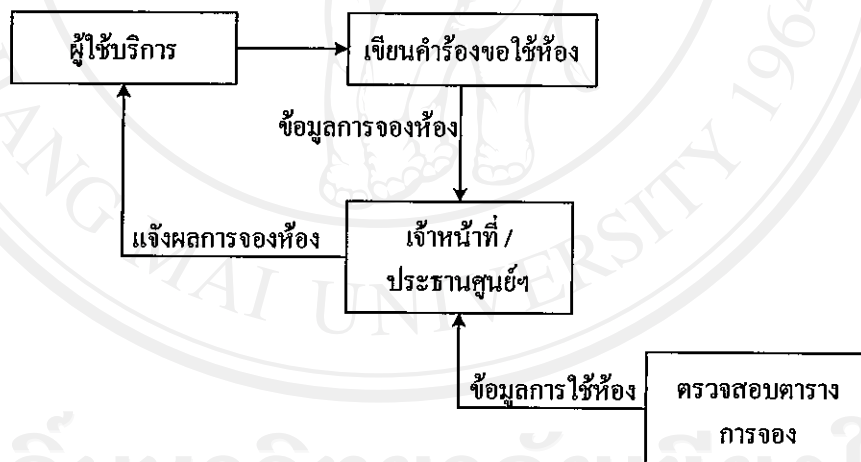 ผู้ใช้บริการ
เขียนคำร้องขอใช้ห้อง
ข้อมูลการจองห้อง
แจ้งผลการจองห้อง
เจ้าหน้าที่ /
ประธานศูนย์ฯ
ข้อมูลการใช้ห้อง
ตรวจสอบตาราง
การจอง
ANG MAI UNIVERSITY 1964